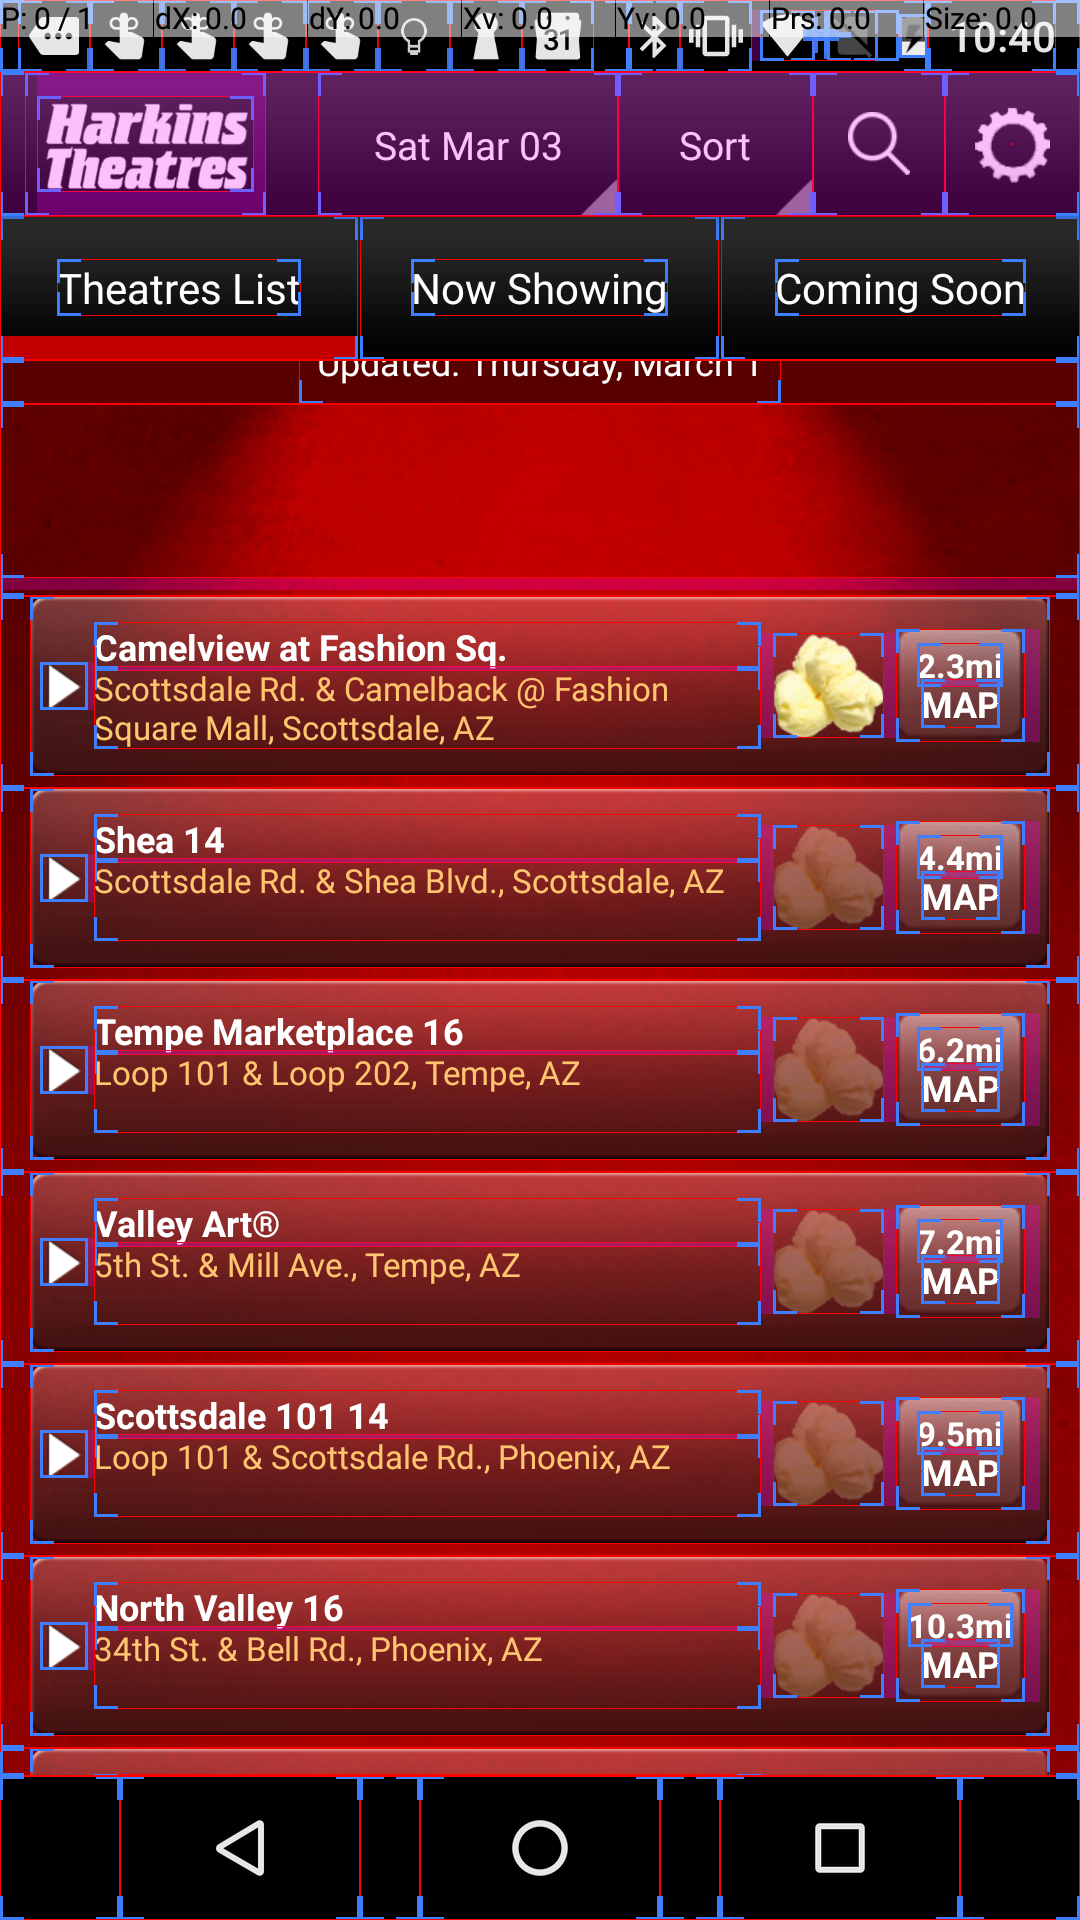 P: 0 / 1 dX: 0.0 dY: 0.0 Xv: 0.0 Yv: 0.0 Prs: 0.0 Size: 0.0
31 10:40
Harkins
Theatres
Sat Mar 03 Sort
Theatres List Now Showing Coming Soon
Updated: Thursday, March 1
Camelview at Fashion Sq.
Scottsdale Rd. & Camelback @ Fashion
Square Mall, Scottsdale, AZ
2.3mi
MAP
Shea 14
Scottsdale Rd. & Shea Blvd., Scottsdale, AZ
4.4mi
MAP
Tempe Marketplace 16
Loop 101 & Loop 202, Tempe, AZ
6.2mi
MAP
Valley Art®
5th St. & Mill Ave., Tempe, AZ
7.2mi
MAP
Scottsdale 101 14
Loop 101 & Scottsdale Rd., Phoenix, AZ
9.5mi
MAP
North Valley 16
34th St. & Bell Rd., Phoenix, AZ
10.3mi
MAP